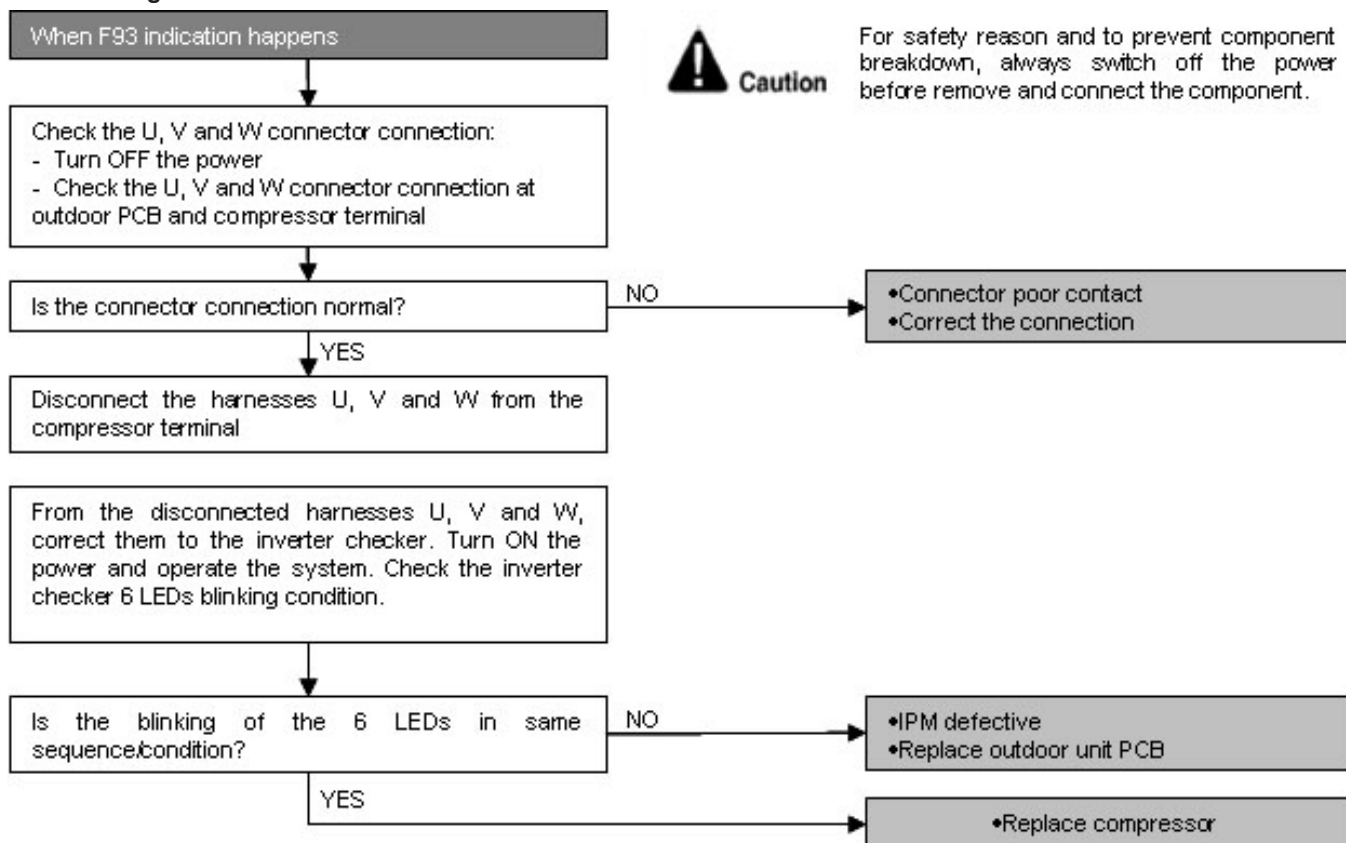 When F93 indication happens
Caution
For safety reason and to prevent component
breakdown, always switch off the power
before remove and connect the component.
Check the U, V and W connector connection:
- Turn OFF the power
- Check the U, V and W connector connection at
outdoor PCB and compressor terminal
Is the connector connection normal?
NO
•Connector poor contact
•Correct the connection
YES
Disconnect the harnesses U, V and W from the
compressor terminal
From the disconnected harnesses U, V and W,
correct them to the inverter checker. Turn ON the
power and operate the system. Check the inverter
checker 6 LEDs blinking condition.
Is the blinking of the 6 LEDs in same
sequence/condition?
NO
•IPM defective
•Replace outdoor unit PCB
YES
•Replace compressor